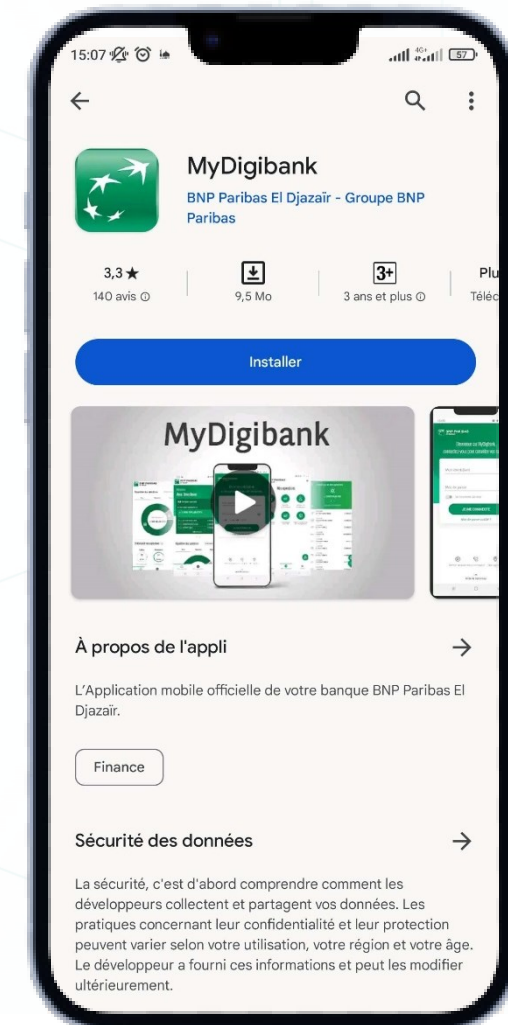 15:07
4G+
57
MyDigibank
BNP Paribas El Djazaïr - Groupe BNP
Paribas
3,3 ★
140 avis
9,5 Mo
3+
3 ans et plus
Plu
Téléc
Installer
MyDigibank
À propos de l'appli
L'Application mobile officielle de votre banque BNP Paribas El
Djazaïr.
Finance
Sécurité des données
La sécurité, c'est d'abord comprendre comment les
développeurs collectent et partagent vos données. Les
pratiques concernant leur confidentialité et leur protection
peuvent varier selon votre utilisation, votre région et votre âge.
Le développeur a fourni ces informations et peut les modifier
ultérieurement.